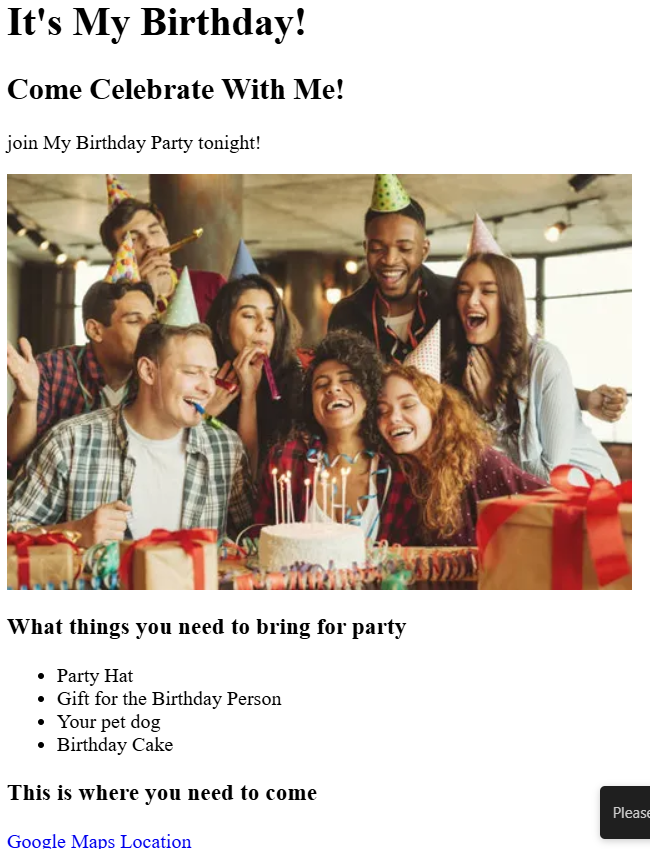 It's My Birthday!
Come Celebrate With Me!
join My Birthday Party tonight!
What things you need to bring for party
Party Hat
Gift for the Birthday Person
Your pet dog
Birthday Cake
This is where you need to come
Please
Google Maps Location